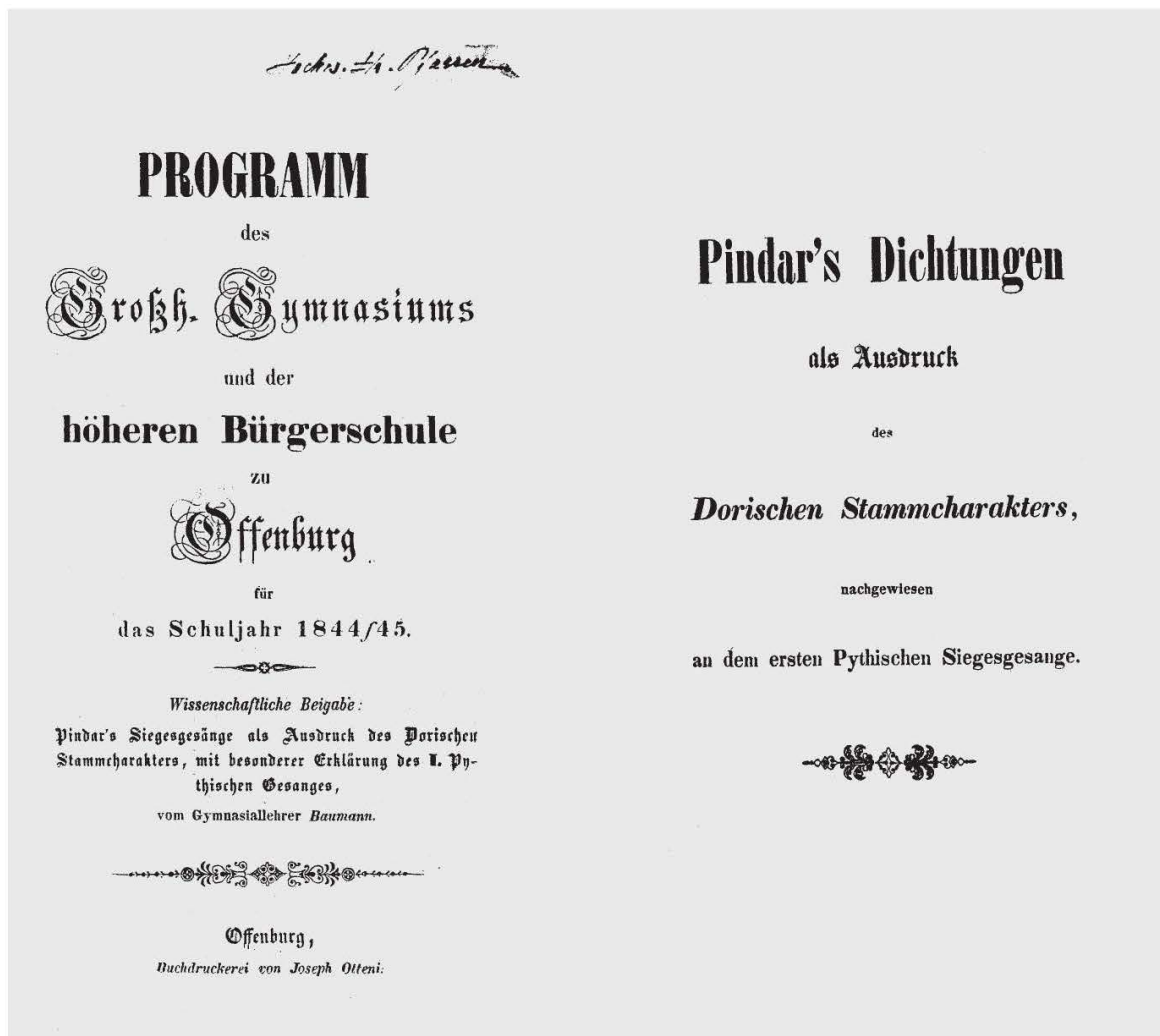 PROGRAMM
des
Großh. Gymnasiums
und der
höheren Bürgerschule
zu
Offenburg
für
das Schuljahr 1844/45.
Wissenschaftliche Beigabe:
Pindar's Siegesgesänge als Ausdruck des Dorischen
Stammcharakters, mit besonderer Erklärung des I. Py-
thischen Gesanges,
vom Gymnasiallehrer Baumann.
Offenburg,
Buchdruckerei von Joseph Otteni.
Pindar's Dichtungen
als Ausdruck
des
Dorischen Stammcharakters,
nachgewiesen
an dem ersten Pythischen Siegesgesange.